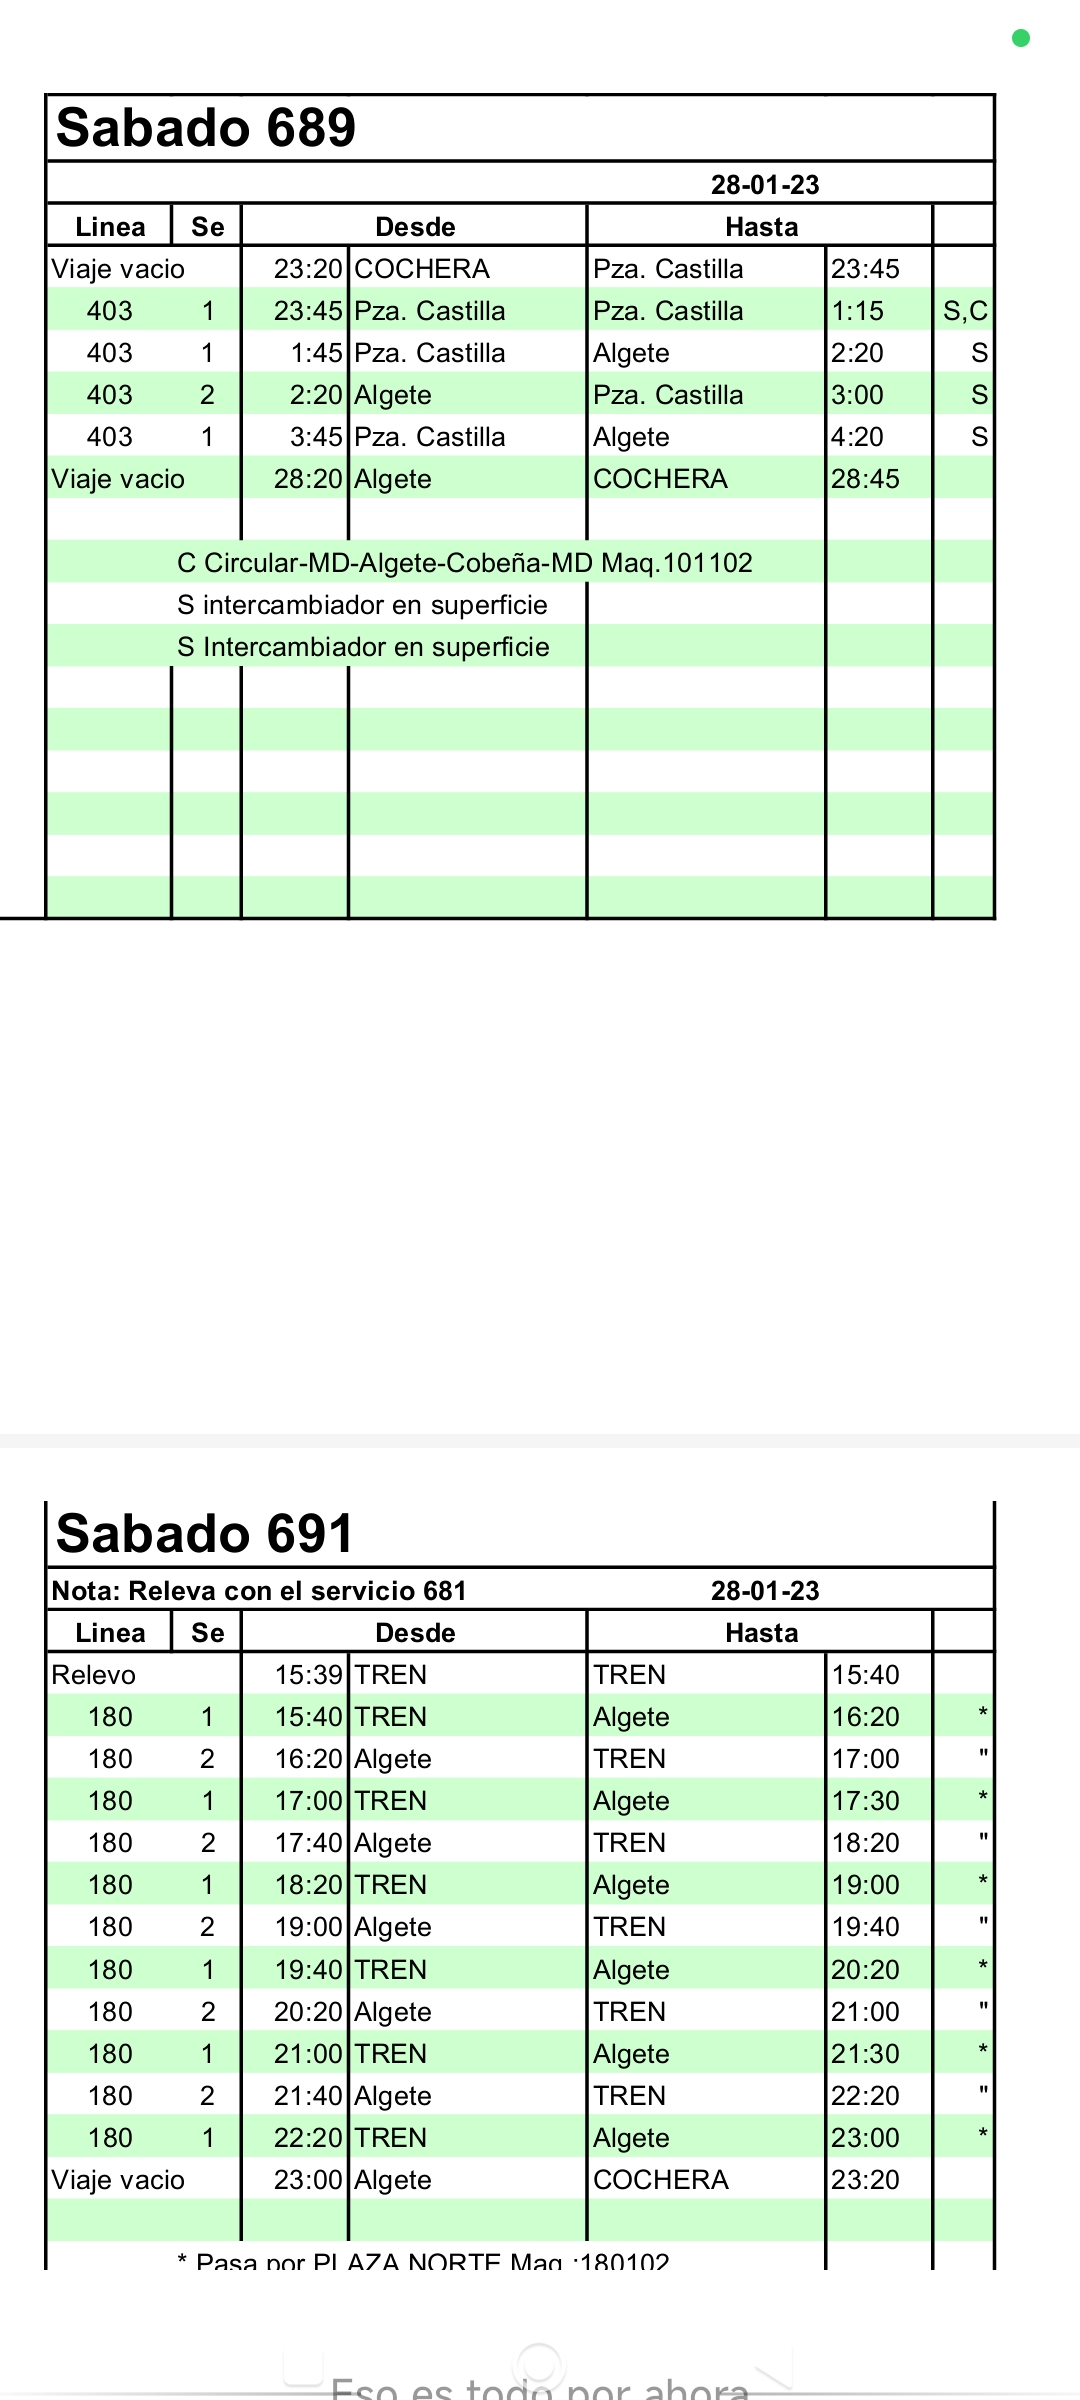 Sabado 689
28-01-23
Linea Se Desde Hasta
Viaje vacio 23:20 COCHERA Pza. Castilla 23:45
403 1 23:45 Pza. Castilla Pza. Castilla 1:15 S,C
403 1 1:45 Pza. Castilla Algete 2:20 S
403 2 2:20 Algete Pza. Castilla 3:00 S
403 1 3:45 Pza. Castilla Algete 4:20 S
Viaje vacio 28:20 Algete COCHERA 28:45
C Circular-MD-Algete-Cobeña-MD Maq.101102
S intercambiador en superficie
S Intercambiador en superficie
Sabado 691
Nota: Releva con el servicio 681 28-01-23
Linea Se Desde Hasta
Relevo 15:39 TREN TREN 15:40
180 1 15:40 TREN Algete 16:20 *
180 2 16:20 Algete TREN 17:00 "
180 1 17:00 TREN Algete 17:30 *
180 2 17:40 Algete TREN 18:20 "
180 1 18:20 TREN Algete 19:00 *
180 2 19:00 Algete TREN 19:40 "
180 1 19:40 TREN Algete 20:20 *
180 2 20:20 Algete TREN 21:00 "
180 1 21:00 TREN Algete 21:30 *
180 2 21:40 Algete TREN 22:20 "
180 1 22:20 TREN Algete 23:00 *
Viaje vacio 23:00 Algete COCHERA 23:20
* Pasa por PLAZA NORTE Maq.:180102
Eso es todo por ahora